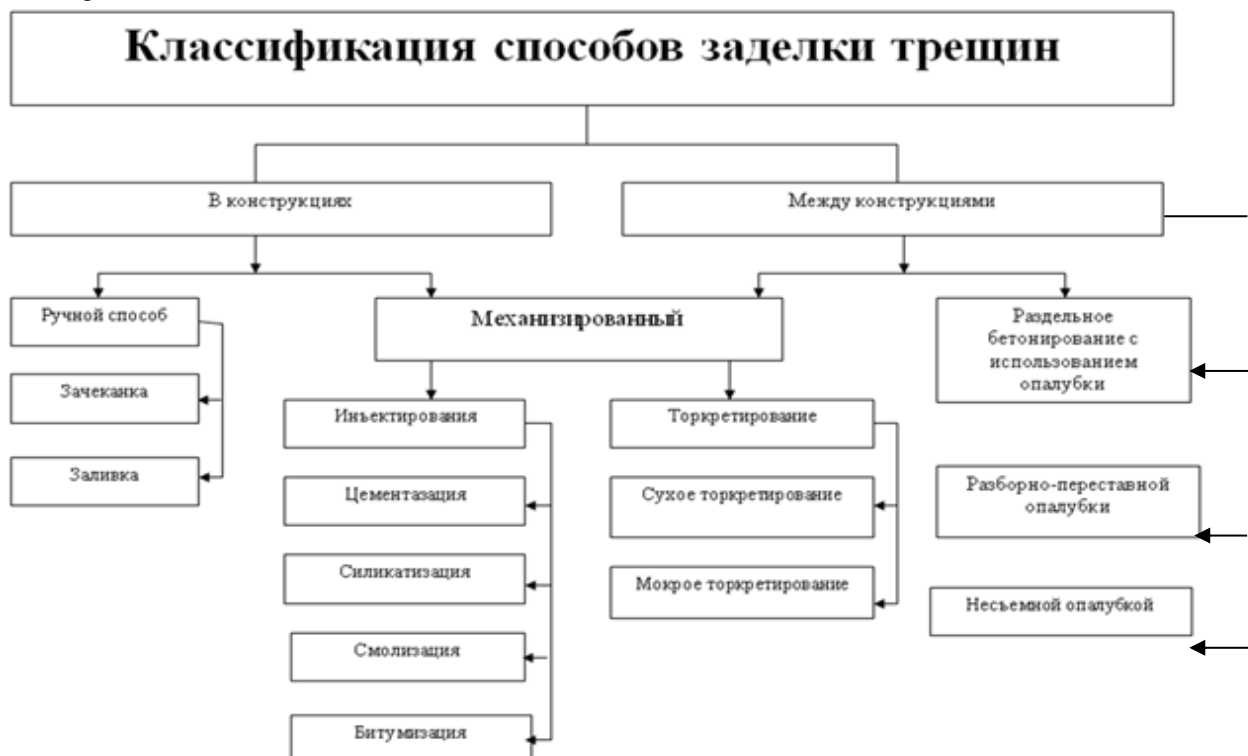 Классификация способов заделки трещин
В конструкциях
Между конструкциями
Ручной способ
Механизированный
Раздельное
бетонирование с
использованием
опалубки
Зачеканка
Инъектирования
Торкретирование
Заливка
Цементазация
Сухое торкретирование
Разборно-переставной
опалубки
Силикатизация
Мокрое торкретирование
Несъемной опалубкой
Смолизация
Битумизация